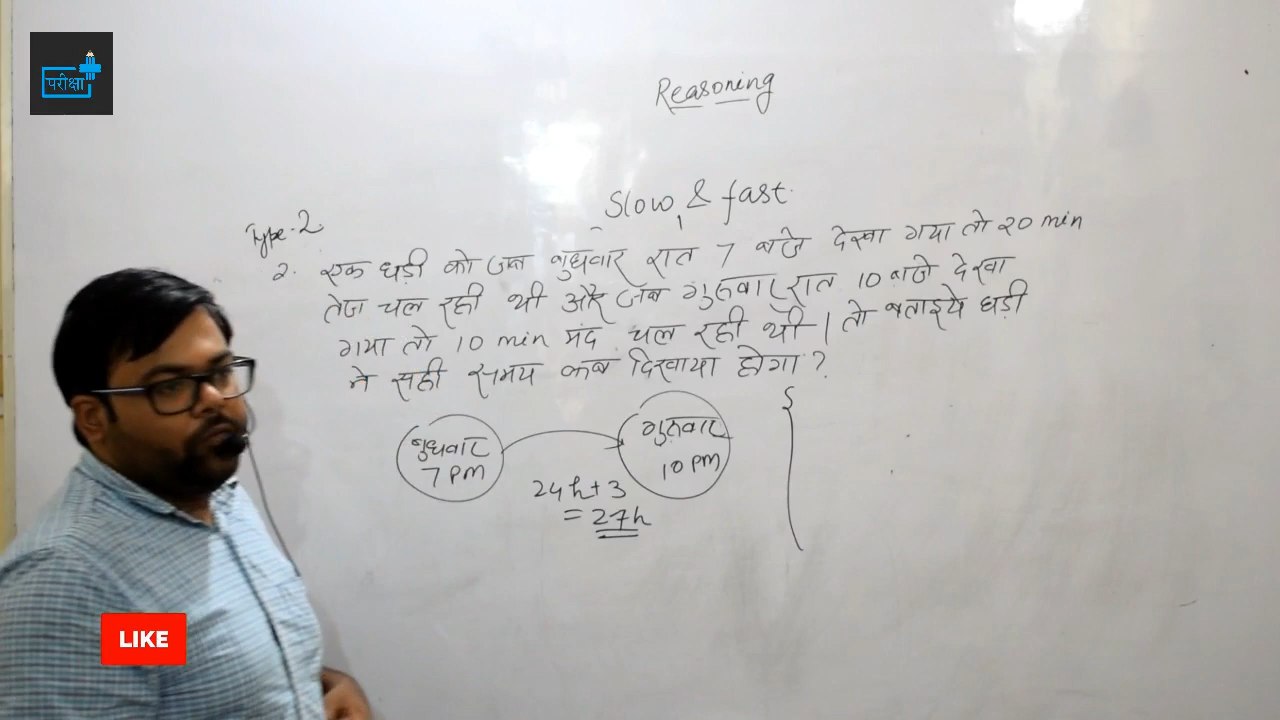 परीक्षा
Reasoning
Slow & fast
Type-2
2. एक घड़ी को जब बुधवार रात 7 बजे देखा गया तो 20 min
तेज चल रही थी और जब गुरुवार रात 10 बजे देखा
गया तो 10 min मंद चल रही थी | तो बताइये घड़ी
ने सही समय कब दिखाया होगा ?
बुधवार
7 PM
गुरुवार
10 PM
24h+3
= 27h
LIKE